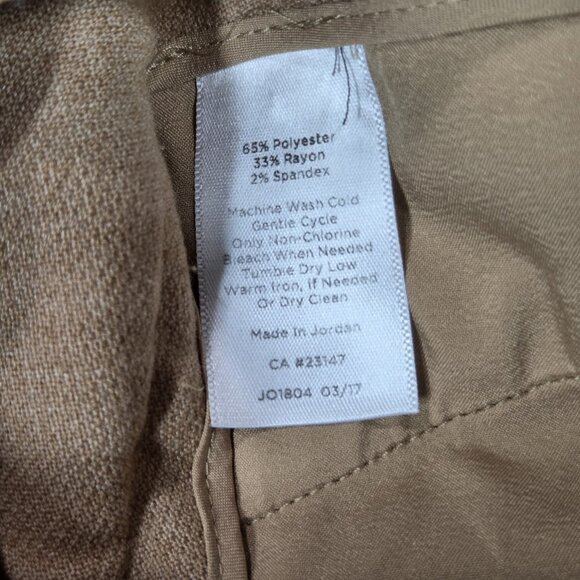 65% Polyester
33% Rayon
2% Spandex
Machine Wash Cold
Gentle Cycle
Only Non-Chlorine
Bleach When Needed
Tumble Dry Low
Warm Iron, if Needed
Or Dry Clean
Made In Jordan
CA #23147
JO1804 03/17